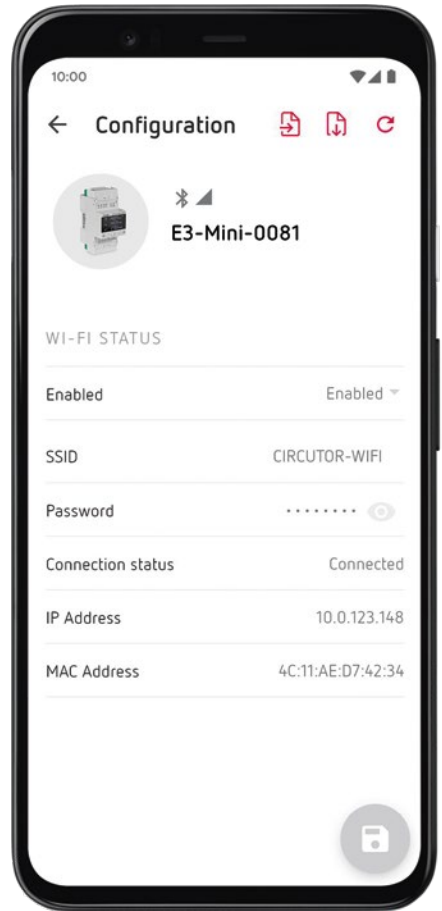 10:00
Configuration
E3-Mini-0081
WI-FI STATUS
Enabled Enabled
SSID CIRCUTOR-WIFI
Password ········
Connection status Connected
IP Address 10.0.123.148
MAC Address 4C:11:AE:D7:42:34